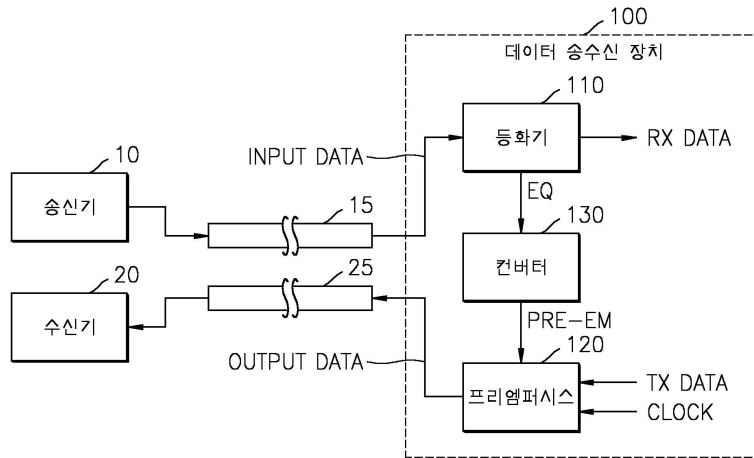 100
데이터 송수신 장치
110
등화기
RX DATA
INPUT DATA
10
송신기
15
EQ
130
컨버터
20
수신기
25
PRE-EM
120
OUTPUT DATA
프리엠퍼시스
TX DATA
CLOCK